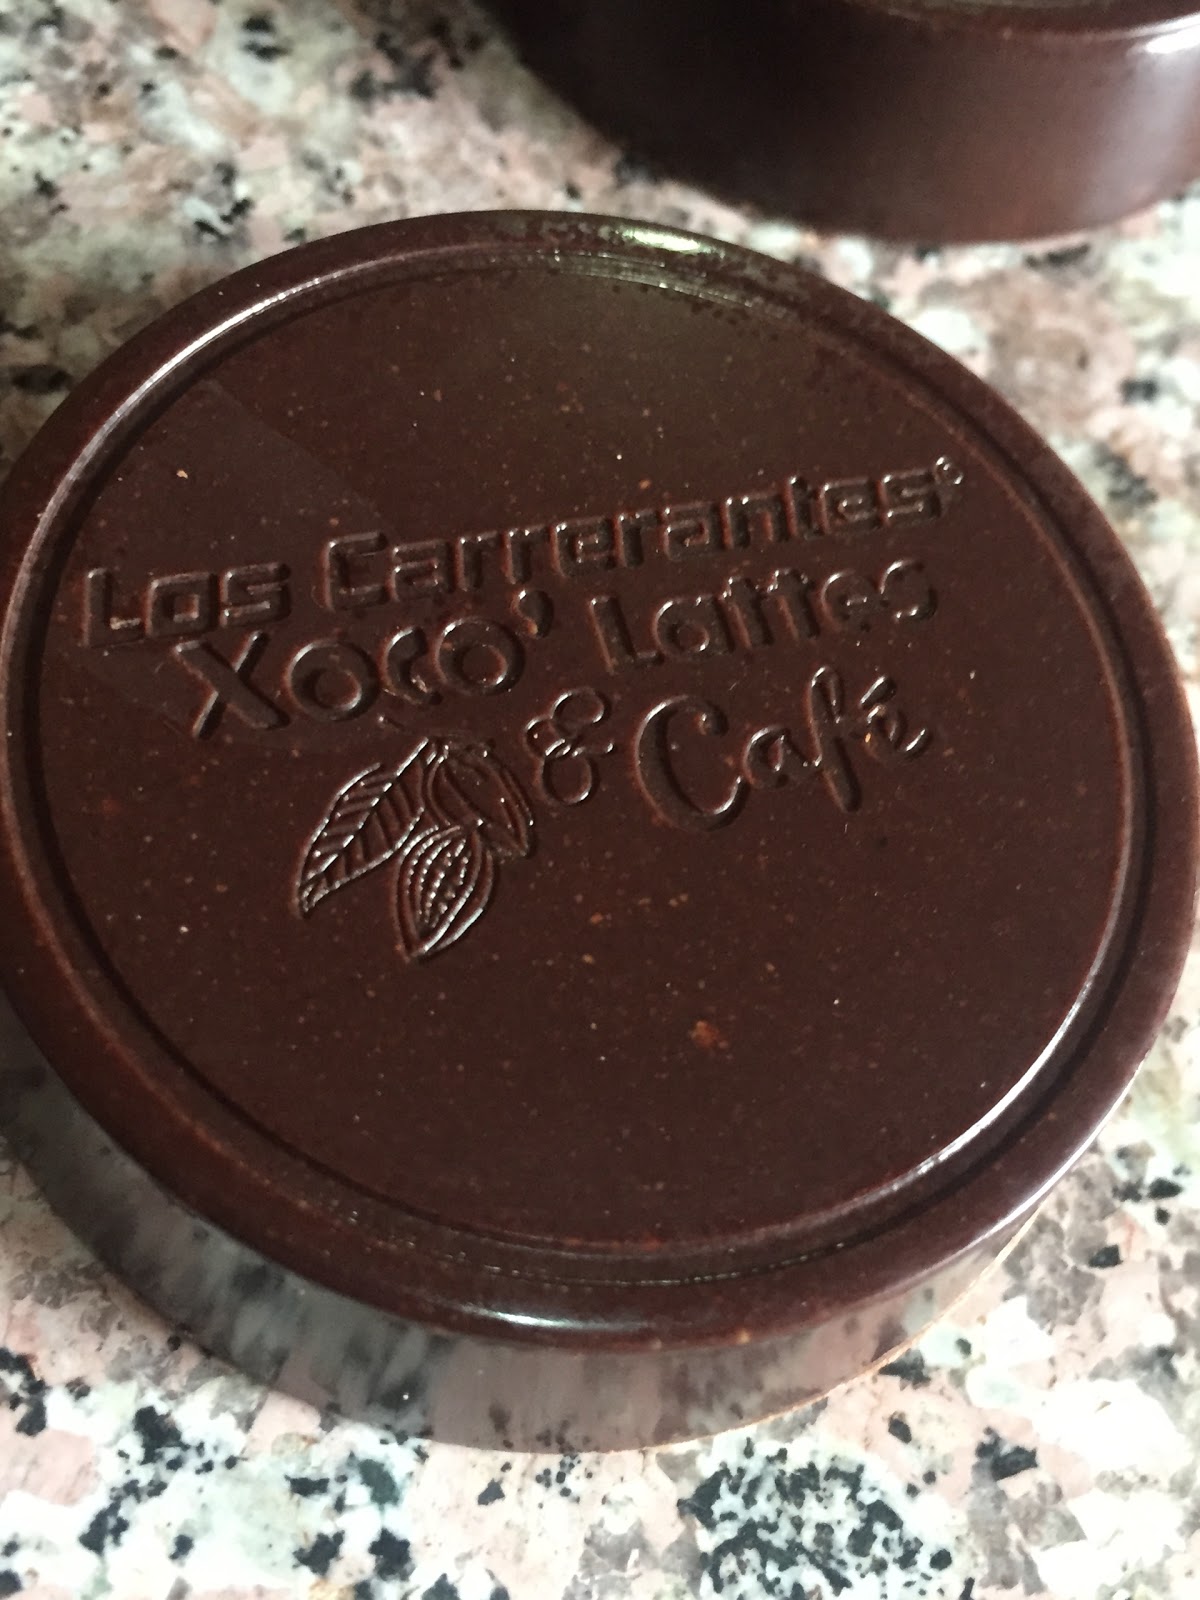 Los Carrerantes®
Xoco' Lattes
& Café